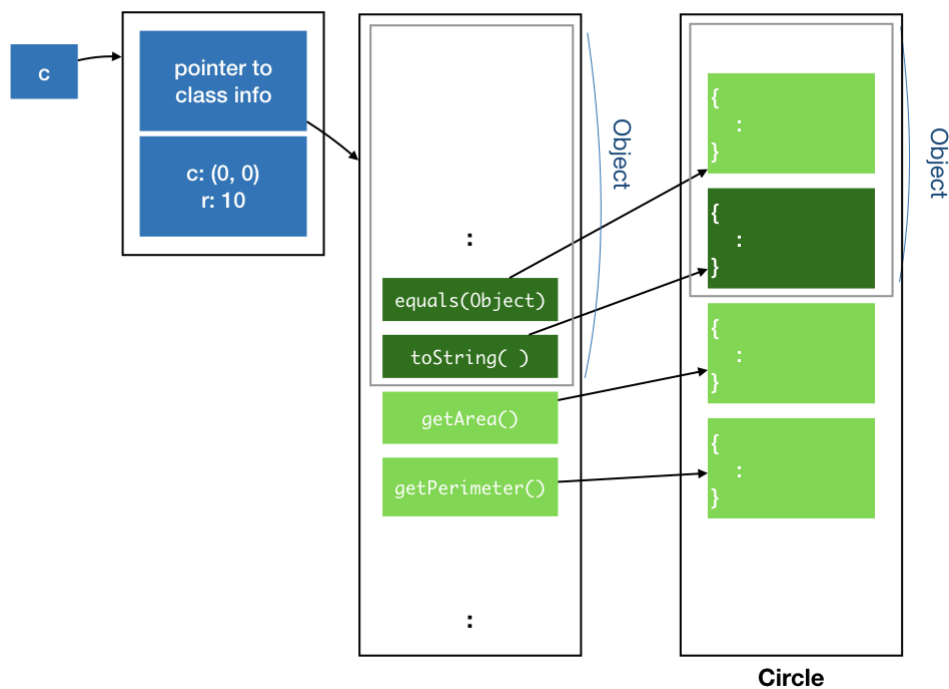 c
pointer to
class info
c: (0, 0)
r: 10
:
equals(Object)
toString( )
getArea()
getPerimeter()
:
Object
{
:
}
{
:
}
{
:
}
{
:
}
Object
Circle